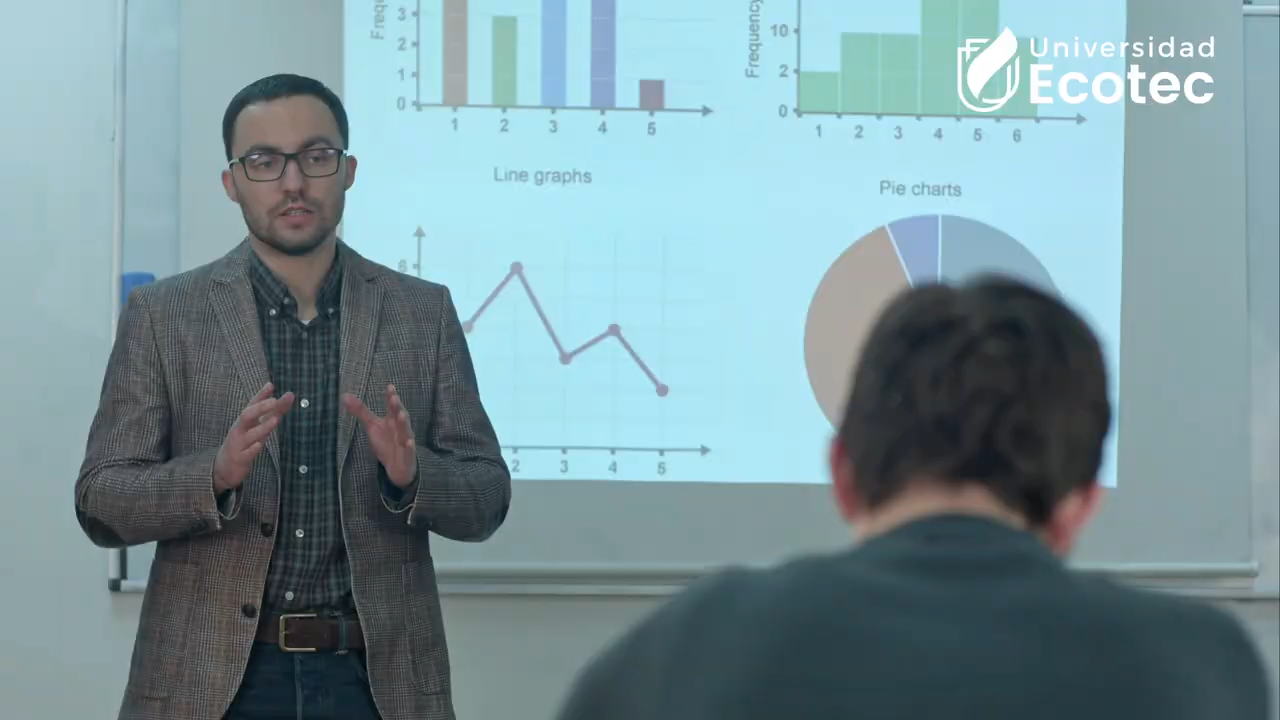 Universidad
Ecotec
3
2
1
0
1 2 3 4 5
Frequency
10
2
0
1 2 3 4 5 6
Line graphs
Pie charts
6
2 3 4 5